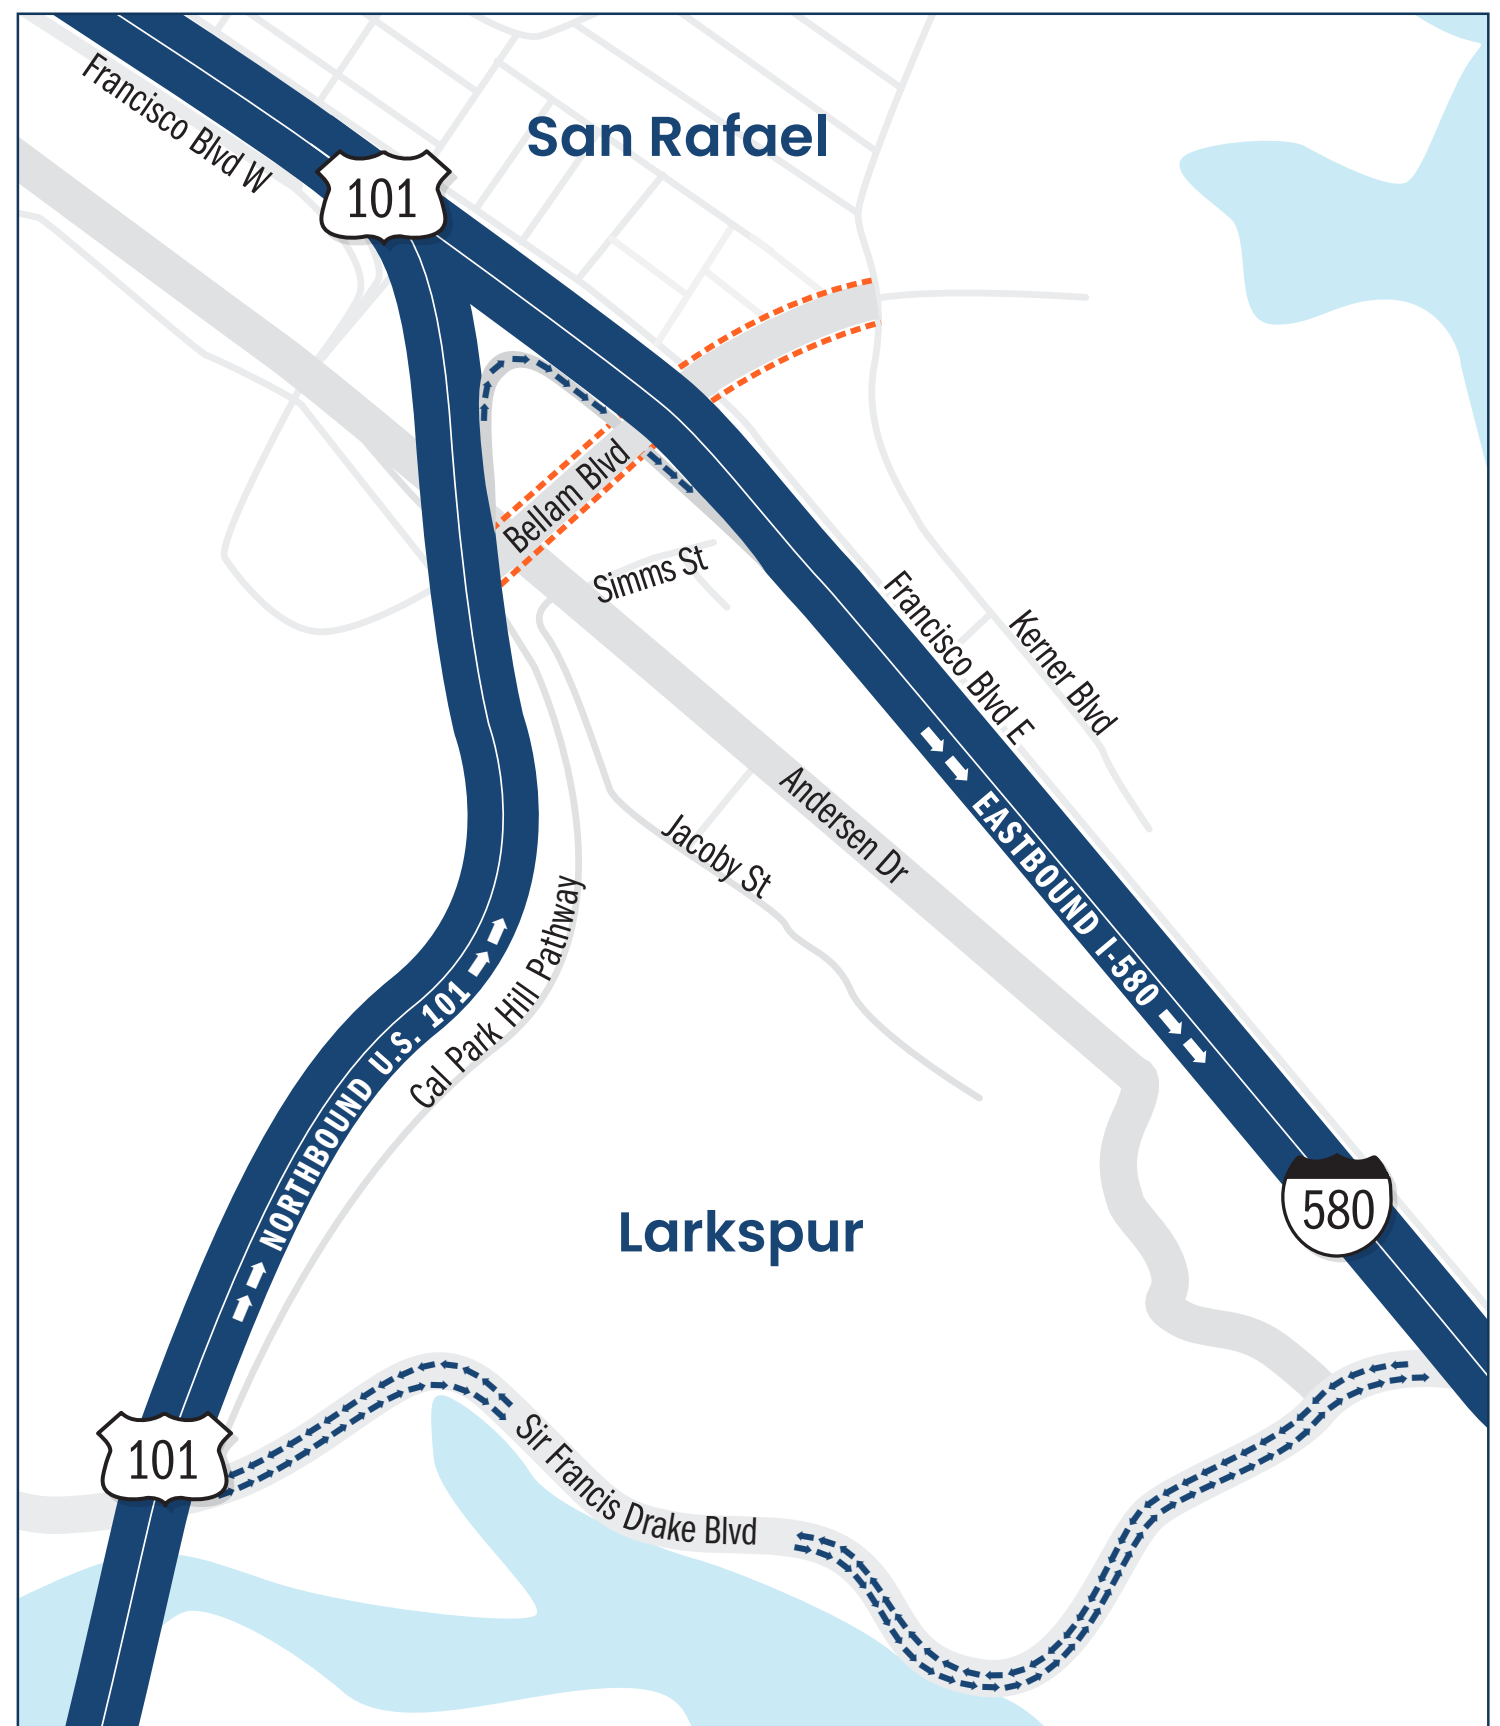 Francisco Blvd W
San Rafael
101
Bellam Blvd
Simms St
Francisco Blvd E
Kerner Blvd
Andersen Dr
Jacoby St
EASTBOUND I-580
Cal Park Hill Pathway
NORTHBOUND U.S. 101
Larkspur
580
101
Sir Francis Drake Blvd